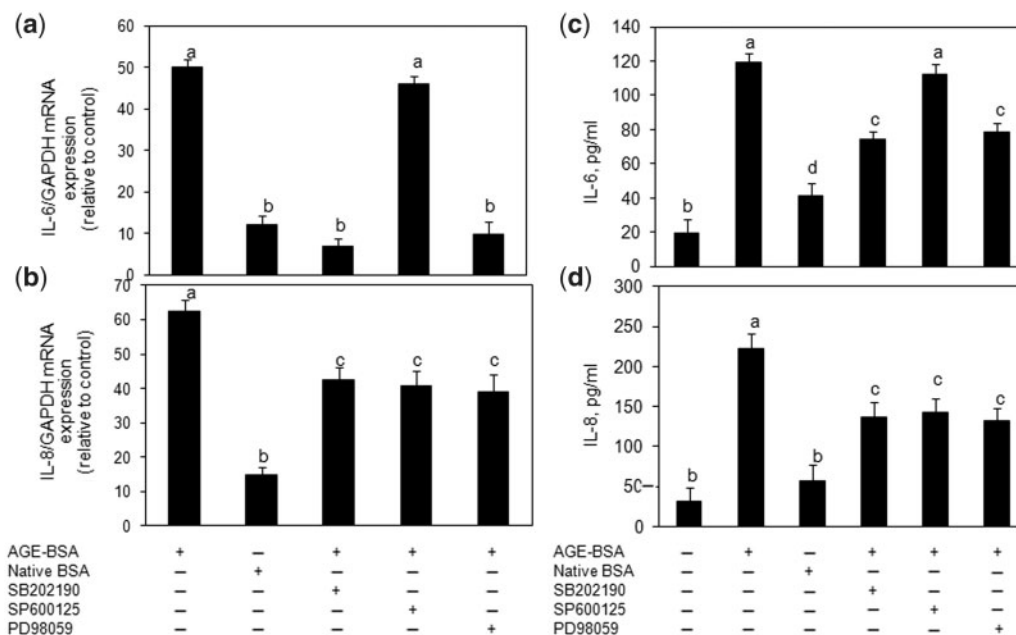 (a)
IL-6/GAPDH mRNA
expression
(relative to control)
60
50
40
30
20
10
0
a
b
b
a
b
(b)
IL-8/GAPDH mRNA
expression
(relative to control)
70
60
50
40
30
20
10
0
a
b
c
c
c
AGE-BSA + – + + +
Native BSA – + – – –
SB202190 – – + – –
SP600125 – – – + –
PD98059 – – – – +
(c)
IL-6, pg/ml
140
120
100
80
60
40
20
0
b
a
d
c
a
c
(d)
IL-8, pg/ml
300
250
200
150
100
50
0
b
a
b
c
c
c
AGE-BSA – + – + + +
Native BSA – – + – – –
SB202190 – – – + – –
SP600125 – – – – + –
PD98059 – – – – – +